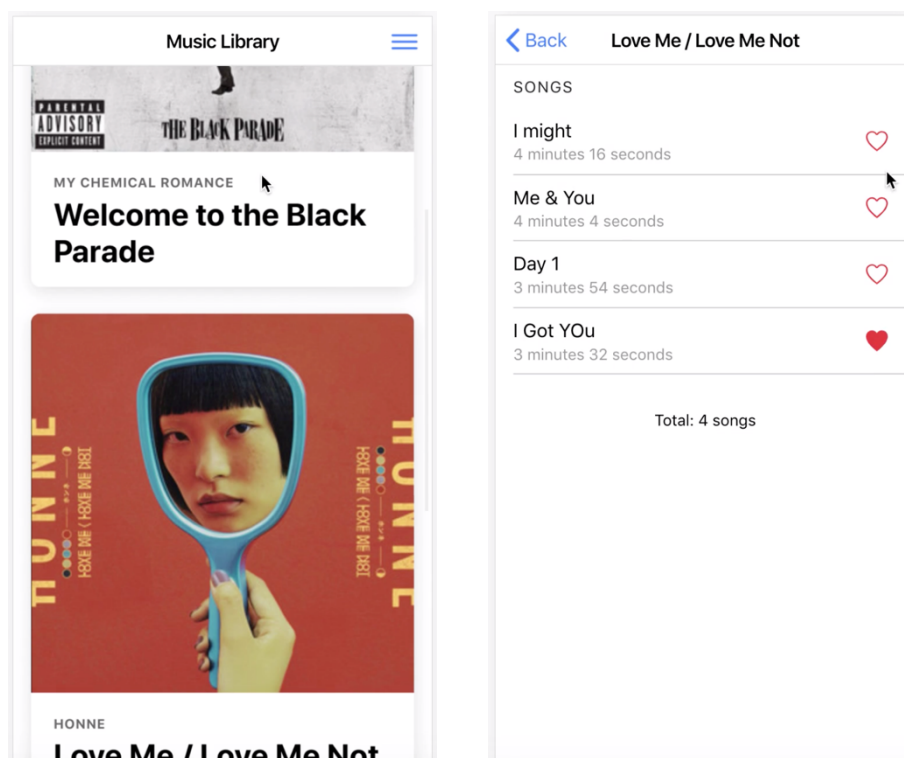 Music Library
PARENTAL
ADVISORY
EXPLICIT CONTENT
THE BLACK PARADE
MY CHEMICAL ROMANCE
Welcome to the Black
Parade
HONNE
HONNE
HONNE
Love Me / Love Me Not
Back
Love Me / Love Me Not
SONGS
I might
4 minutes 16 seconds
Me & You
4 minutes 4 seconds
Day 1
3 minutes 54 seconds
I Got YOu
3 minutes 32 seconds
Total: 4 songs